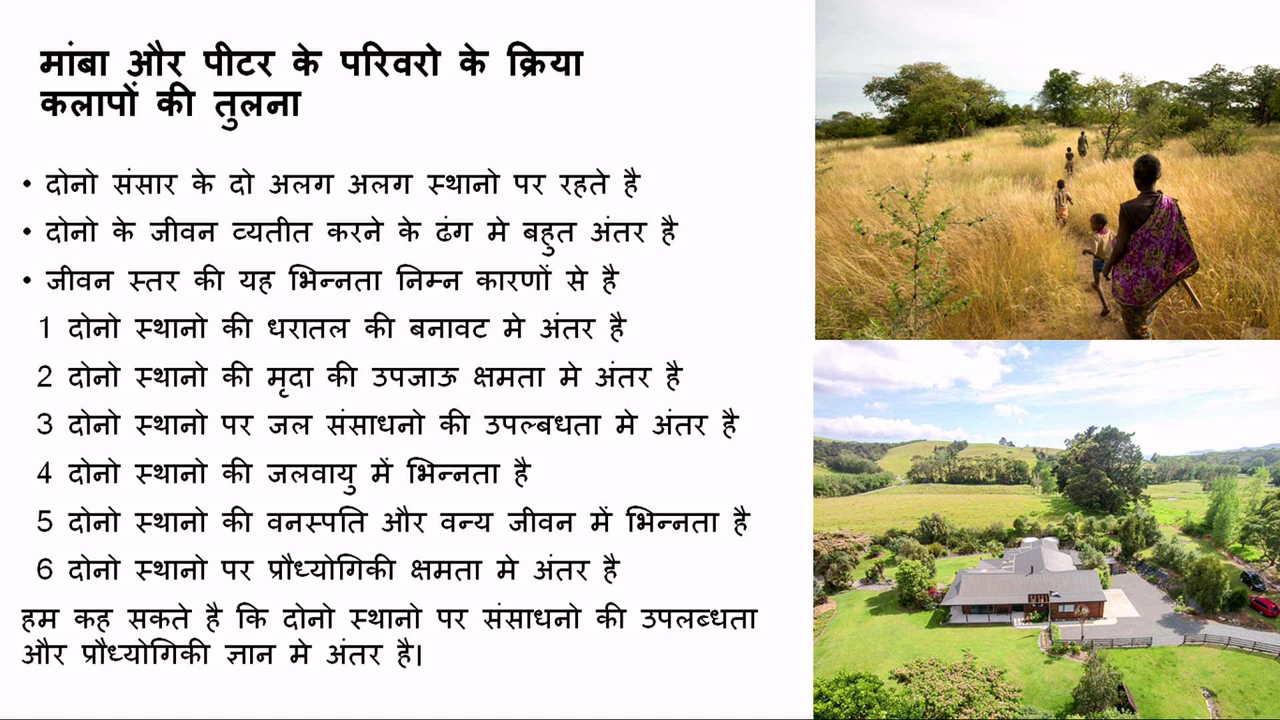 मांबा और पीटर के परिवरो के क्रिया
कलापों की तुलना
• दोनो संसार के दो अलग अलग स्थानो पर रहते है
• दोनो के जीवन व्यतीत करने के ढंग मे बहुत अंतर है
• जीवन स्तर की यह भिन्नता निम्न कारणों से है
1 दोनो स्थानो की धरातल की बनावट मे अंतर है
2 दोनो स्थानो की मृदा की उपजाऊ क्षमता मे अंतर है
3 दोनो स्थानो पर जल संसाधनो की उपल्बधता मे अंतर है
4 दोनो स्थानो की जलवायु में भिन्नता है
5 दोनो स्थानो की वनस्पति और वन्य जीवन में भिन्नता है
6 दोनो स्थानो पर प्रौध्योगिकी क्षमता मे अंतर है
हम कह सकते है कि दोनो स्थानो पर संसाधनो की उपलब्धता
और प्रौध्योगिकी ज्ञान मे अंतर है।